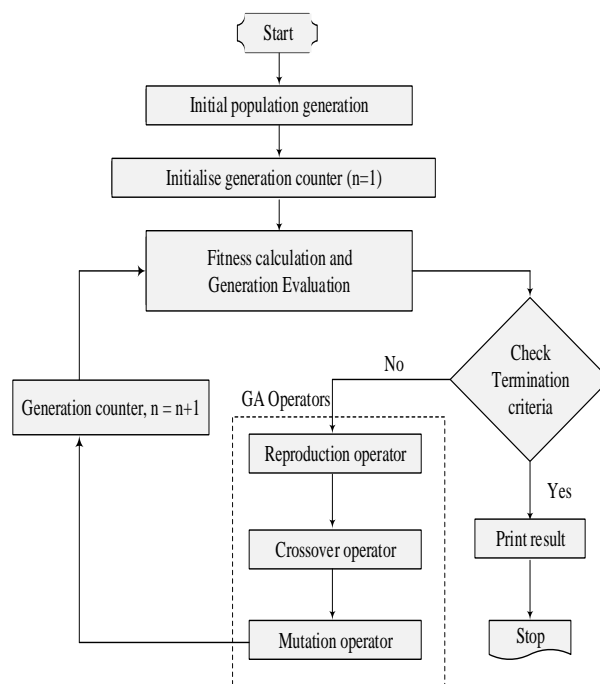 Start
Initial population generation
Initialise generation counter (n=1)
Fitness calculation and
Generation Evaluation
Check
Termination
criteria
No
GA Operators
Generation counter, n = n+1
Reproduction operator
Yes
Crossover operator
Print result
Mutation operator
Stop